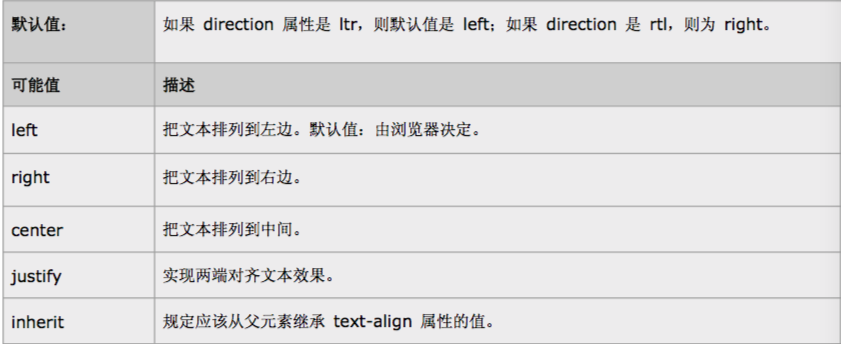 默认值： 如果 direction 属性是 ltr，则默认值是 left；如果 direction 是 rtl，则为 right。
可能值 描述
left 把文本排列到左边。默认值：由浏览器决定。
right 把文本排列到右边。
center 把文本排列到中间。
justify 实现两端对齐文本效果。
inherit 规定应该从父元素继承 text-align 属性的值。